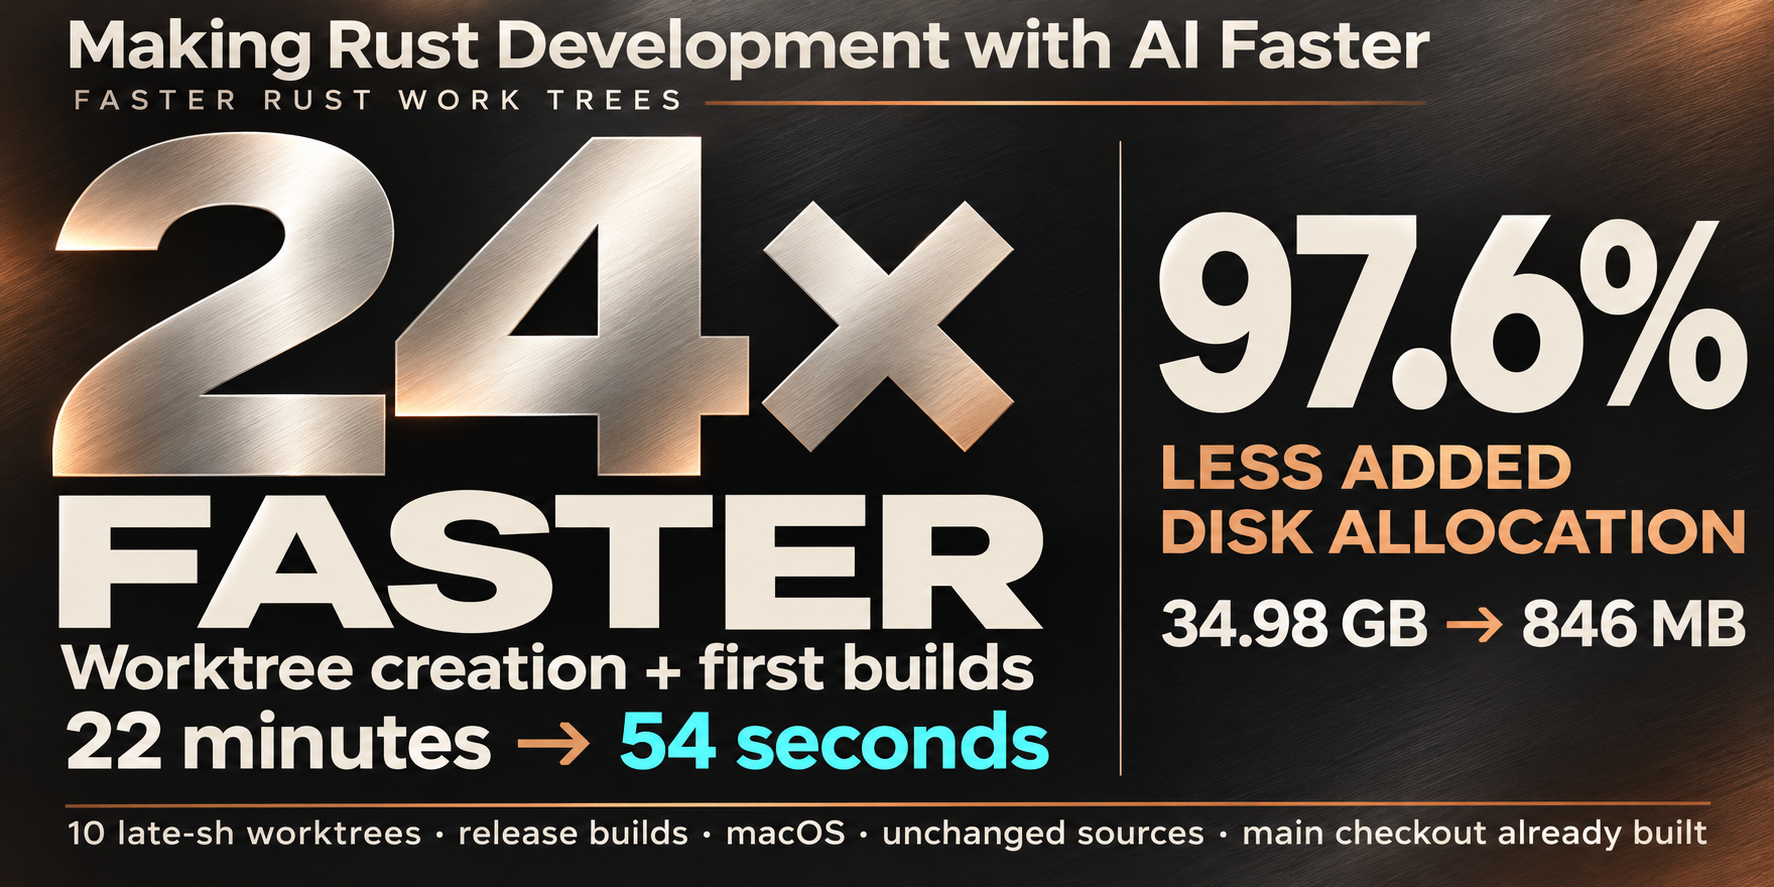 Making Rust Development with AI Faster
FASTER RUST WORK TREES
24×
FASTER
Worktree creation + first builds
22 minutes → 54 seconds
97.6%
LESS ADDED
DISK ALLOCATION
34.98 GB → 846 MB
10 late-sh worktrees • release builds • macOS • unchanged sources • main checkout already built